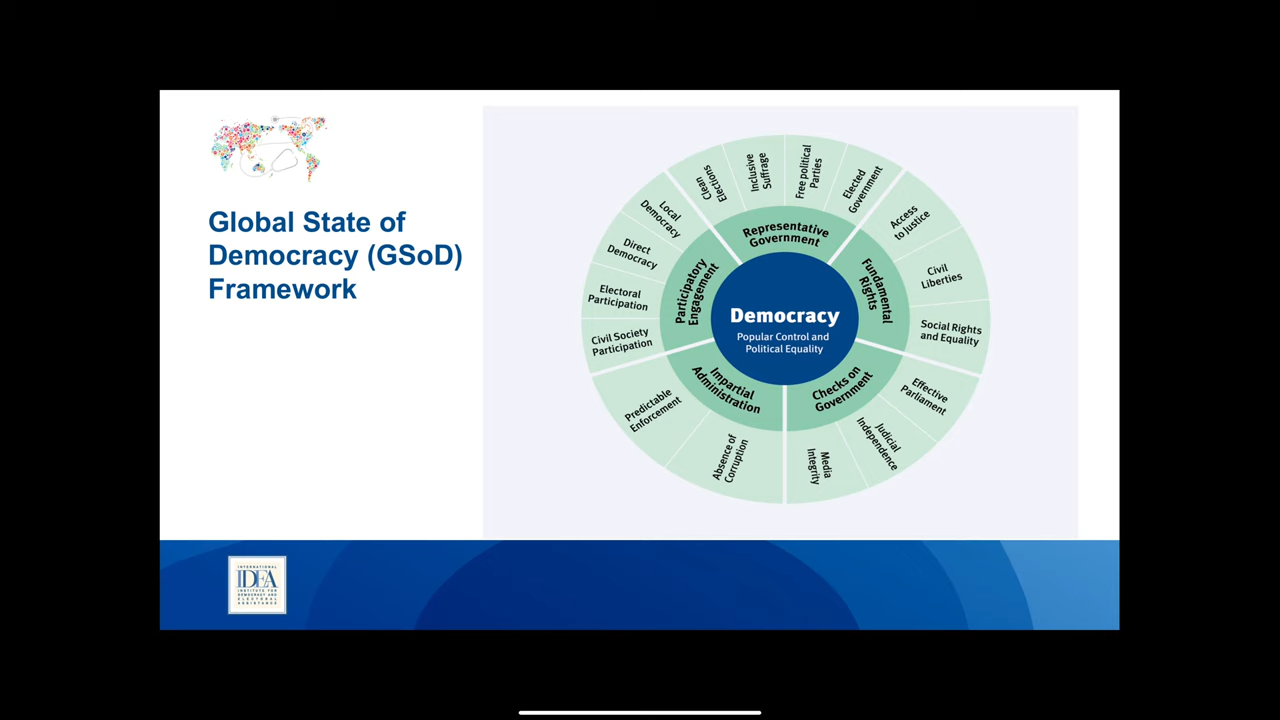 Global State of
Democracy (GSoD)
Framework
Clean
Elections
Inclusive
Suffrage
Free political
Parties
Elected
Government
Access
to Justice
Civil
Liberties
Social Rights
and Equality
Effective
Parliament
Judicial
Independence
Media
Integrity
Absence of
Corruption
Predictable
Enforcement
Civil Society
Participation
Electoral
Participation
Direct
Democracy
Local
Democracy
Representative
Government
Fundamental
Rights
Checks on
Government
Impartial
Administration
Participatory
Engagement
Democracy
Popular Control and
Political Equality
INTERNATIONAL
IDEA
INSTITUTE FOR
DEMOCRACY AND
ELECTORAL
ASSISTANCE